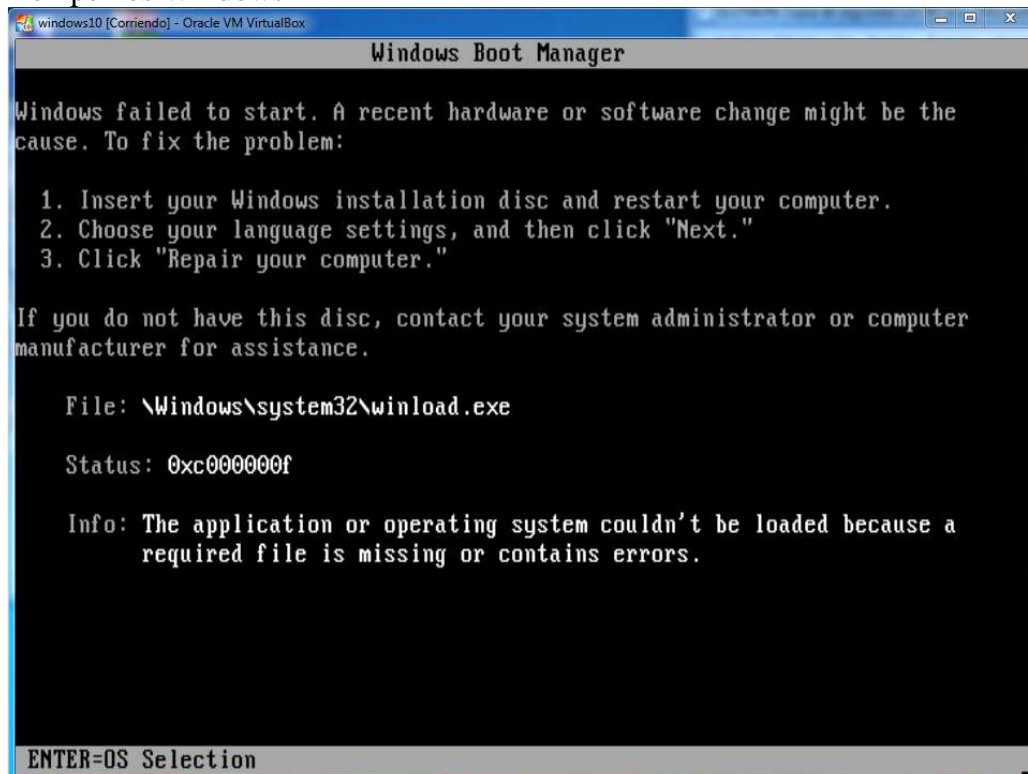 windows10 [Corriendo] - Oracle VM VirtualBox
Windows Boot Manager
Windows failed to start. A recent hardware or software change might be the
cause. To fix the problem:
1. Insert your Windows installation disc and restart your computer.
2. Choose your language settings, and then click "Next."
3. Click "Repair your computer."
If you do not have this disc, contact your system administrator or computer
manufacturer for assistance.
File: \Windows\system32\winload.exe
Status: 0xc000000f
Info: The application or operating system couldn't be loaded because a
required file is missing or contains errors.
ENTER=OS Selection